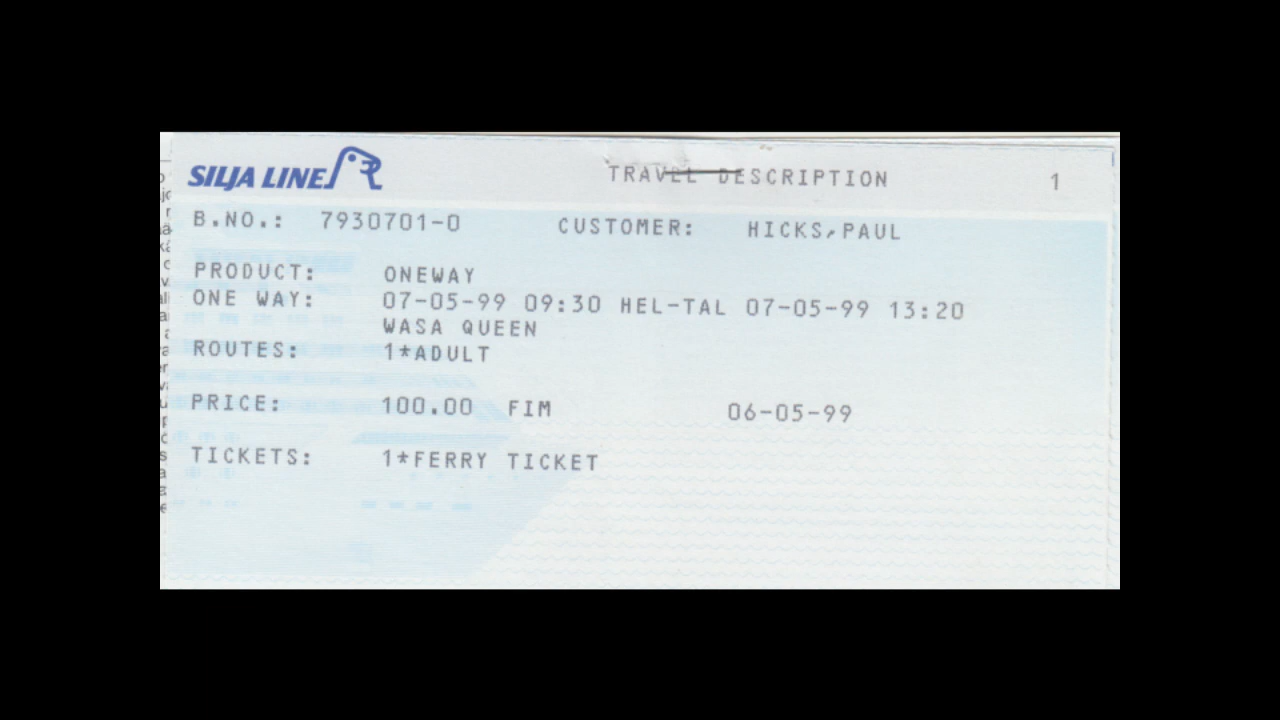 SILJA LINE TRAVEL DESCRIPTION 1
B.NO.: 7930701-0 CUSTOMER: HICKS,PAUL
PRODUCT: ONEWAY
ONE WAY: 07-05-99 09:30 HEL-TAL 07-05-99 13:20
WASA QUEEN
ROUTES: 1*ADULT
PRICE: 100.00 FIM 06-05-99
TICKETS: 1*FERRY TICKET